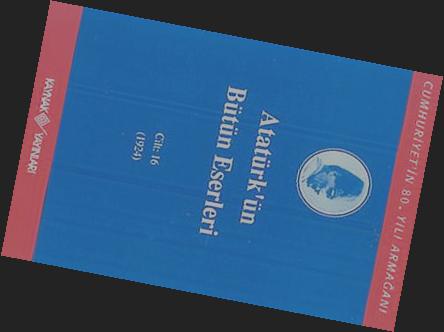 CUMHURİYET'İN 80. YILI ARMAĞANI
Atatürk'ün
Bütün Eserleri
Cilt: 16
(1924)
KAYNAK YAYINLARI